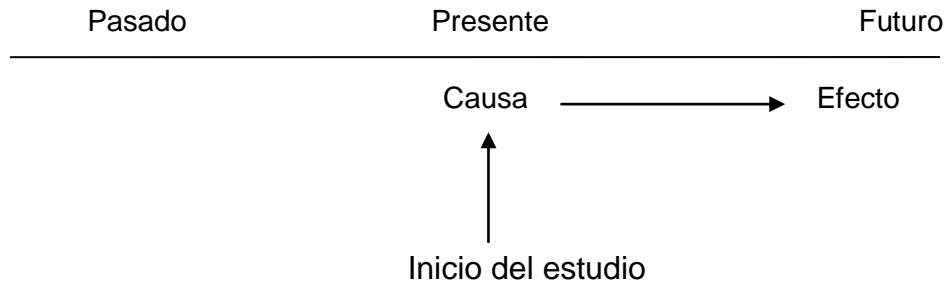 Pasado Presente Futuro
Causa Efecto
Inicio del estudio